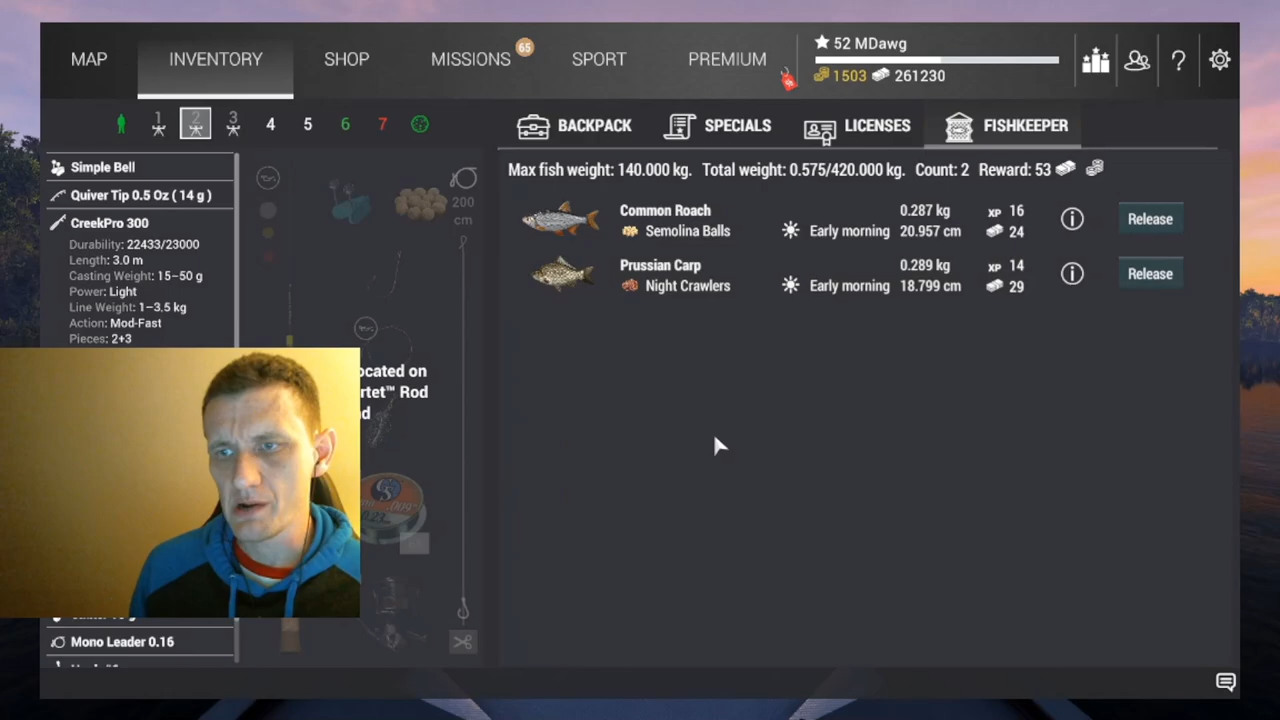 MAP INVENTORY SHOP MISSIONS 65 SPORT PREMIUM
52 MDawg
1503 261230
?
1 2 3 4 5 6 7
BACKPACK SPECIALS LICENSES FISHKEEPER
Simple Bell
Quiver Tip 0.5 Oz ( 14 g )
CreekPro 300
Durability: 22433/23000
Length: 3.0 m
Casting Weight: 15–50 g
Power: Light
Line Weight: 1–3.5 kg
Action: Mod-Fast
Pieces: 2+3
Mono Leader 0.16
200
cm
ocated on
rtet™ Rod
d
.009"
0.23
Max fish weight: 140.000 kg. Total weight: 0.575/420.000 kg. Count: 2 Reward: 53
Common Roach 0.287 kg XP 16
Semolina Balls Early morning 20.957 cm 24
Release
Prussian Carp 0.289 kg XP 14
Night Crawlers Early morning 18.799 cm 29
Release